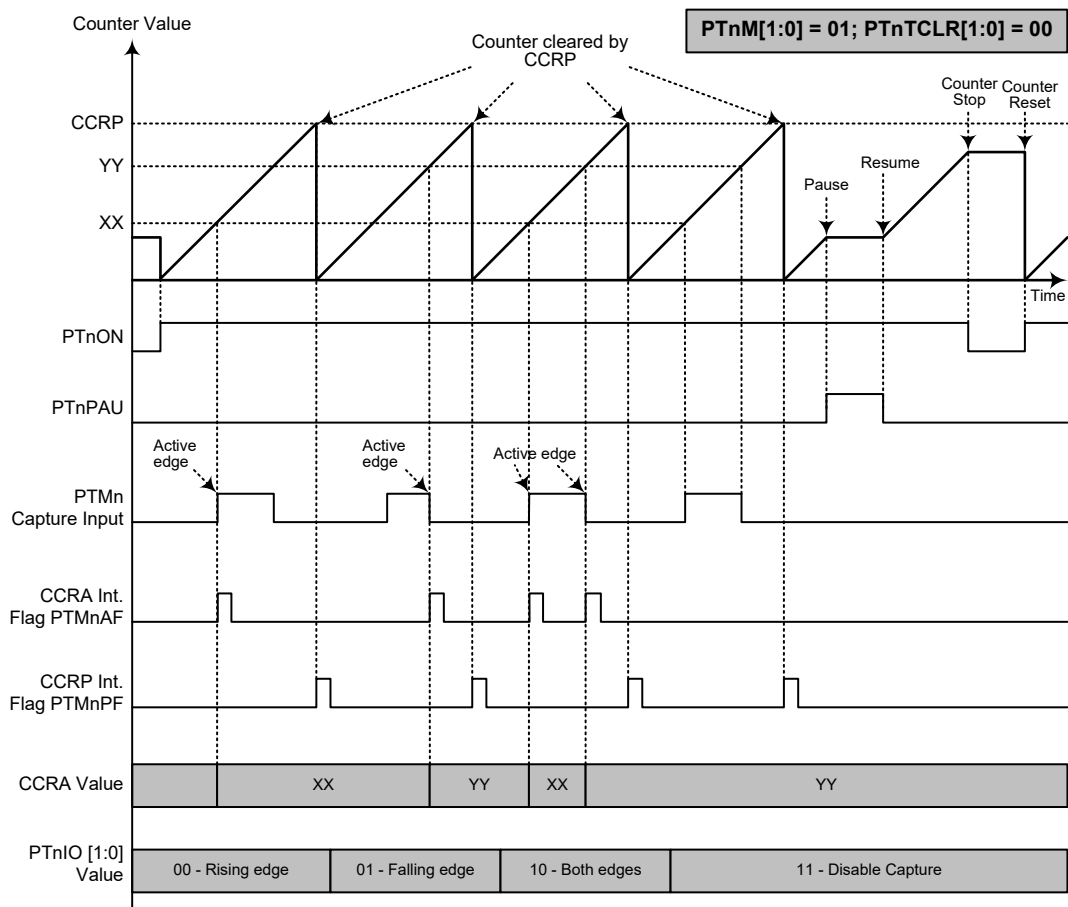 Counter Value
PTnM[1:0] = 01; PTnTCLR[1:0] = 00
Counter cleared by
CCRP
Counter
Stop
Counter
Reset
CCRP
YY
XX
Pause
Resume
Time
PTnON
PTnPAU
Active
edge
Active
edge
Active edge
PTMn
Capture Input
CCRA Int.
Flag PTMnAF
CCRP Int.
Flag PTMnPF
CCRA Value
XX
YY
XX
YY
PTnIO [1:0]
Value
00 - Rising edge
01 - Falling edge
10 - Both edges
11 - Disable Capture